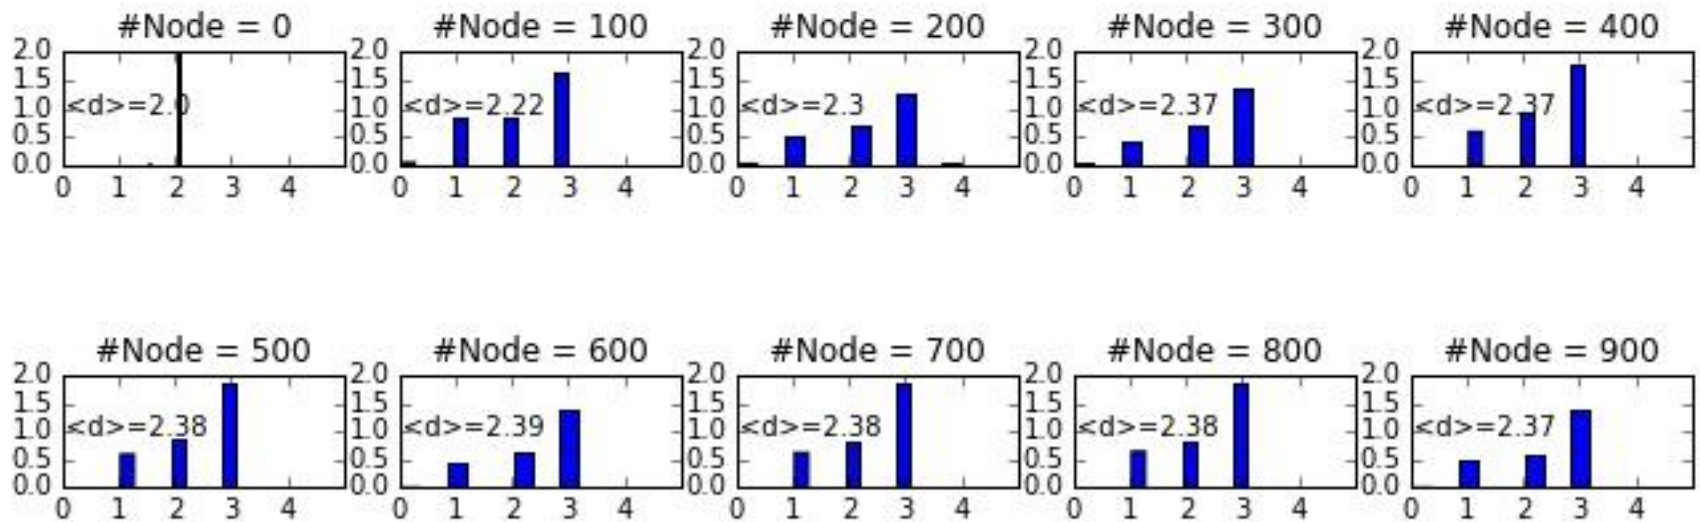 #Node = 0 #Node = 100 #Node = 200 #Node = 300 #Node = 400
2.0 2.0 2.0 2.0 2.0
1.5 1.5 1.5 1.5 1.5
1.0 <d>=2.0 1.0 <d>=2.22 1.0 <d>=2.3 1.0 <d>=2.37 1.0 <d>=2.37
0.5 0.5 0.5 0.5 0.5
0.0 0.0 0.0 0.0 0.0
0 1 2 3 4 0 1 2 3 4 0 1 2 3 4 0 1 2 3 4 0 1 2 3 4
#Node = 500 #Node = 600 #Node = 700 #Node = 800 #Node = 900
2.0 2.0 2.0 2.0 2.0
1.5 1.5 1.5 1.5 1.5
1.0 <d>=2.38 1.0 <d>=2.39 1.0 <d>=2.38 1.0 <d>=2.38 1.0 <d>=2.37
0.5 0.5 0.5 0.5 0.5
0.0 0.0 0.0 0.0 0.0
0 1 2 3 4 0 1 2 3 4 0 1 2 3 4 0 1 2 3 4 0 1 2 3 4